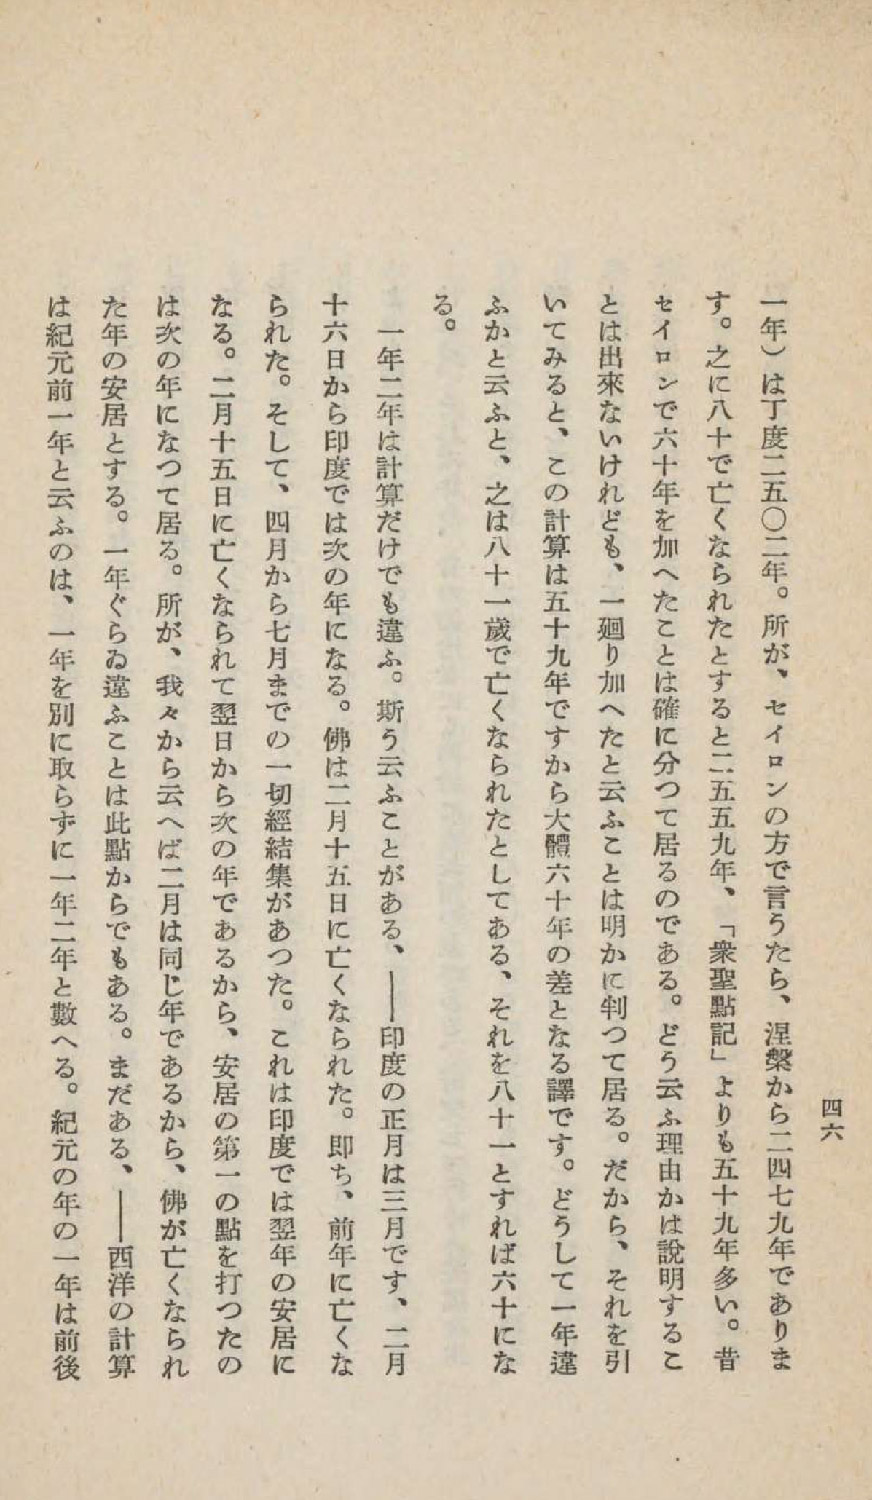 四六
一年）は丁度二五〇二年。所が、セイロンの方で言うたら、涅槃から二四七九年でありま
す。之に八十で亡くなられたとすると二五五九年、「衆聖點記」よりも五十九年多い。昔
セイロンで六十年を加へたことは確に分つて居るのである。どう云ふ理由かは說明するこ
とは出來ないけれども、一廻り加へたと云ふことは明かに判つて居る。だから、それを引
いてみると、この計算は五十九年ですから大體六十年の差となる譯です。どうして一年違
ふかと云ふと、之は八十一歲で亡くなられたとしてある、それを八十一とすれば六十にな
る。
一年二年は計算だけでも違ふ。斯う云ふことがある、――印度の正月は三月です、二月
十六日から印度では次の年になる。佛は二月十五日に亡くなられた。卽ち、前年に亡くな
られた。そして、四月から七月までの一切經結集があつた。これは印度では翌年の安居に
なる。二月十五日に亡くなられて翌日から次の年であるから、安居の第一の點を打つたの
は次の年になつて居る。所が、我々から云へば二月は同じ年であるから、佛が亡くなられ
た年の安居とする。一年ぐらゐ違ふことは此點からでもある。まだある、――西洋の計算
は紀元前一年と云ふのは、一年を別に取らずに一年二年と數へる。紀元の年の一年は前後